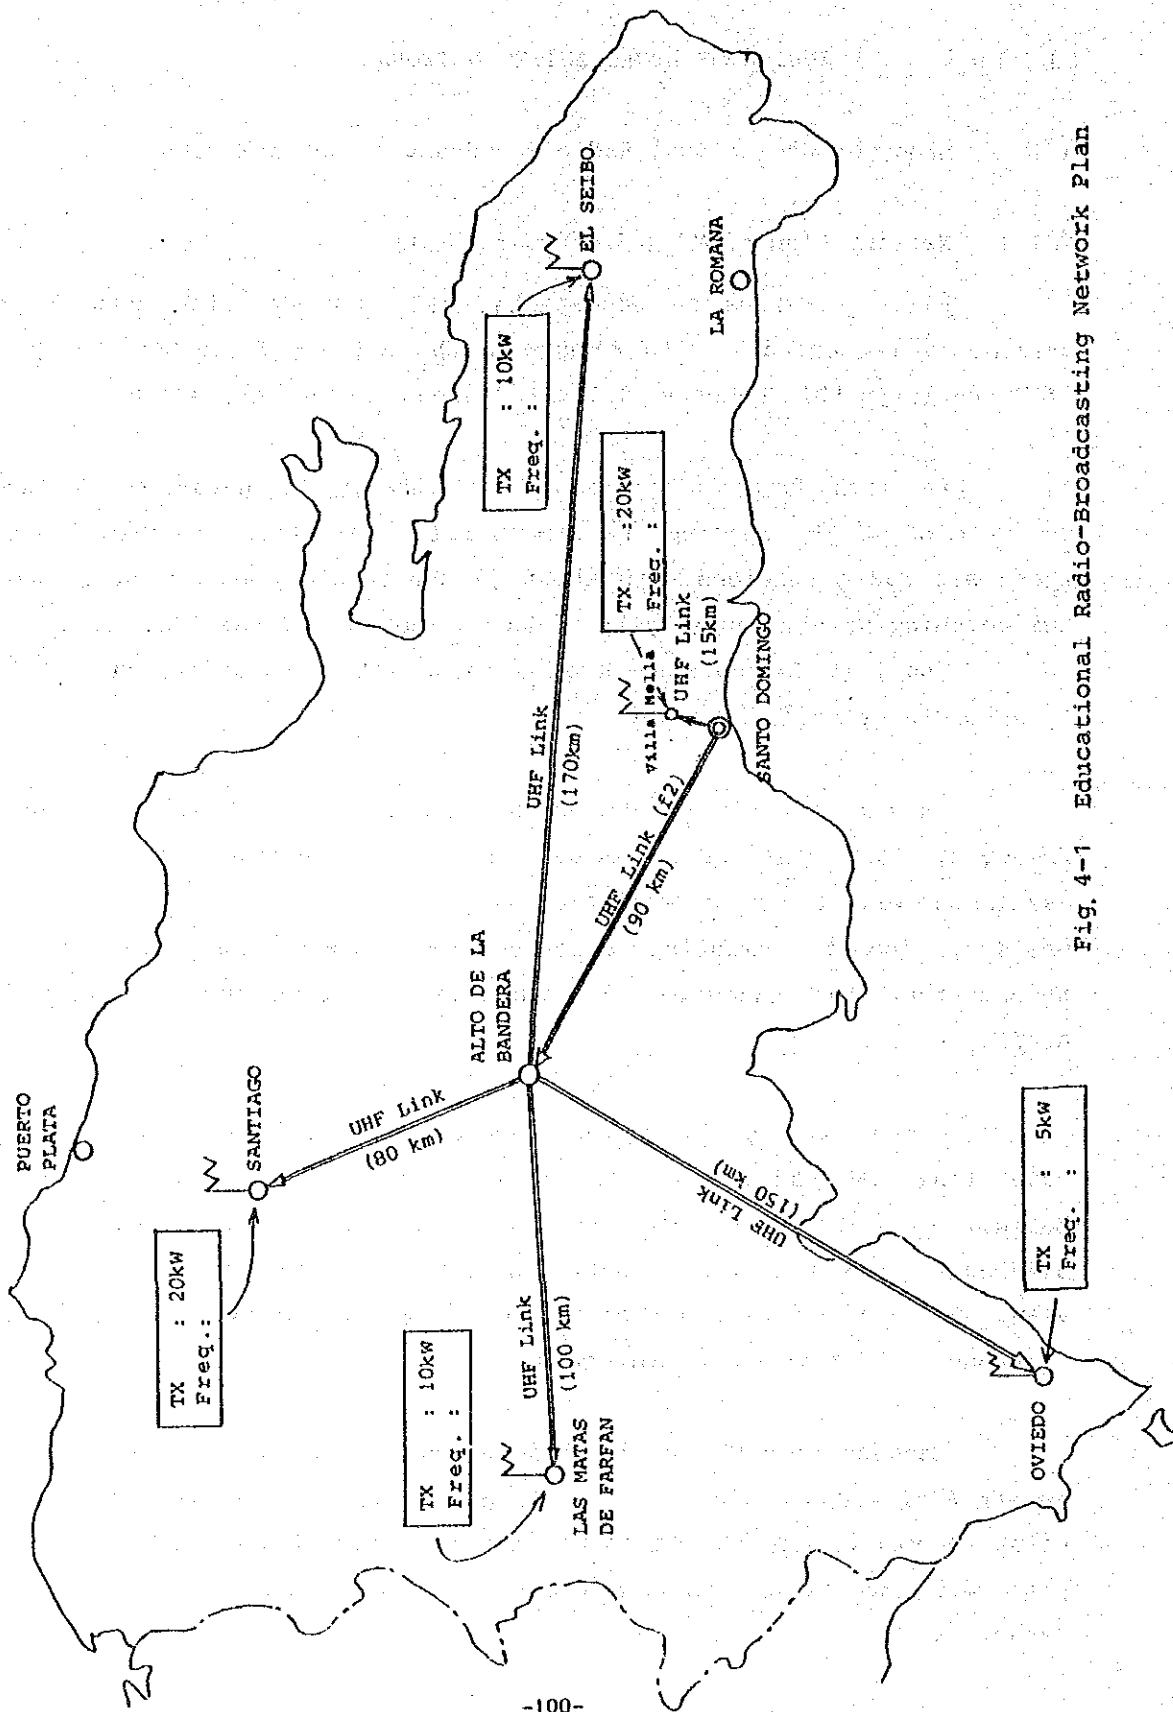 PUERTO
PLATA
SANTIAGO
TX : 20kW
Freq.:
UHF Link
(80 km)
ALTO DE LA
BANDERA
TX : 10kW
Freq. :
LAS MATAS
DE FARFAN
UHF Link
(100 km)
UHF Link
(170km)
TX : 10kW
Freq. :
EL SEIBO
TX :20kW
Freq. :
Villa Mella
UHF Link
(15km)
UHF Link (f2)
(90 km)
SANTO DOMINGO
LA ROMANA
UHF Link
(150 km)
TX : 5kW
Freq. :
OVIEDO
Fig. 4-1 Educational Radio-Broadcasting Network Plan
-100-